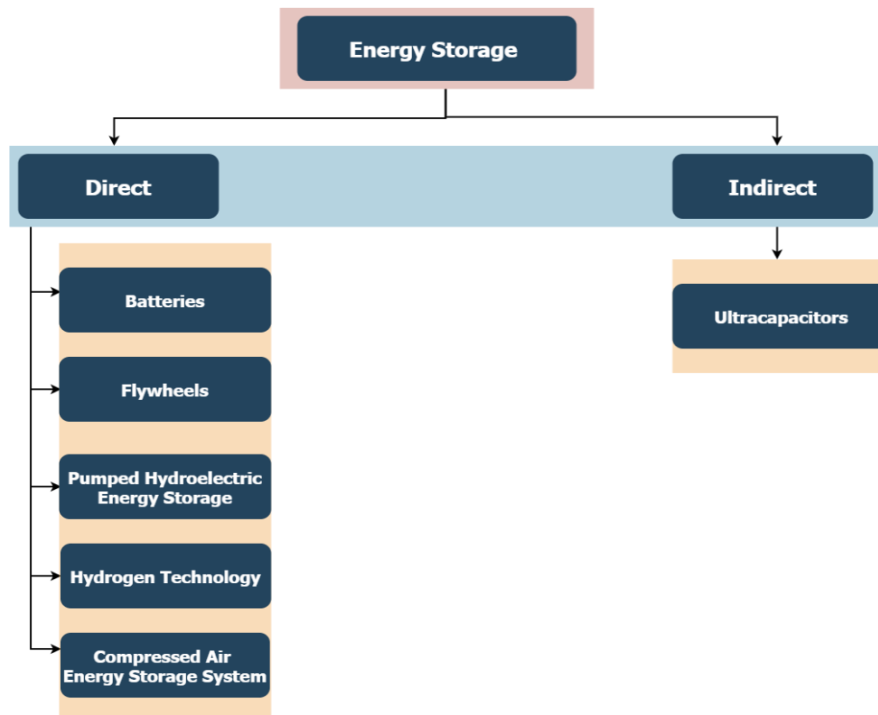 Energy Storage
Direct
Indirect
Batteries
Ultracapacitors
Flywheels
Pumped Hydroelectric
Energy Storage
Hydrogen Technology
Compressed Air
Energy Storage System